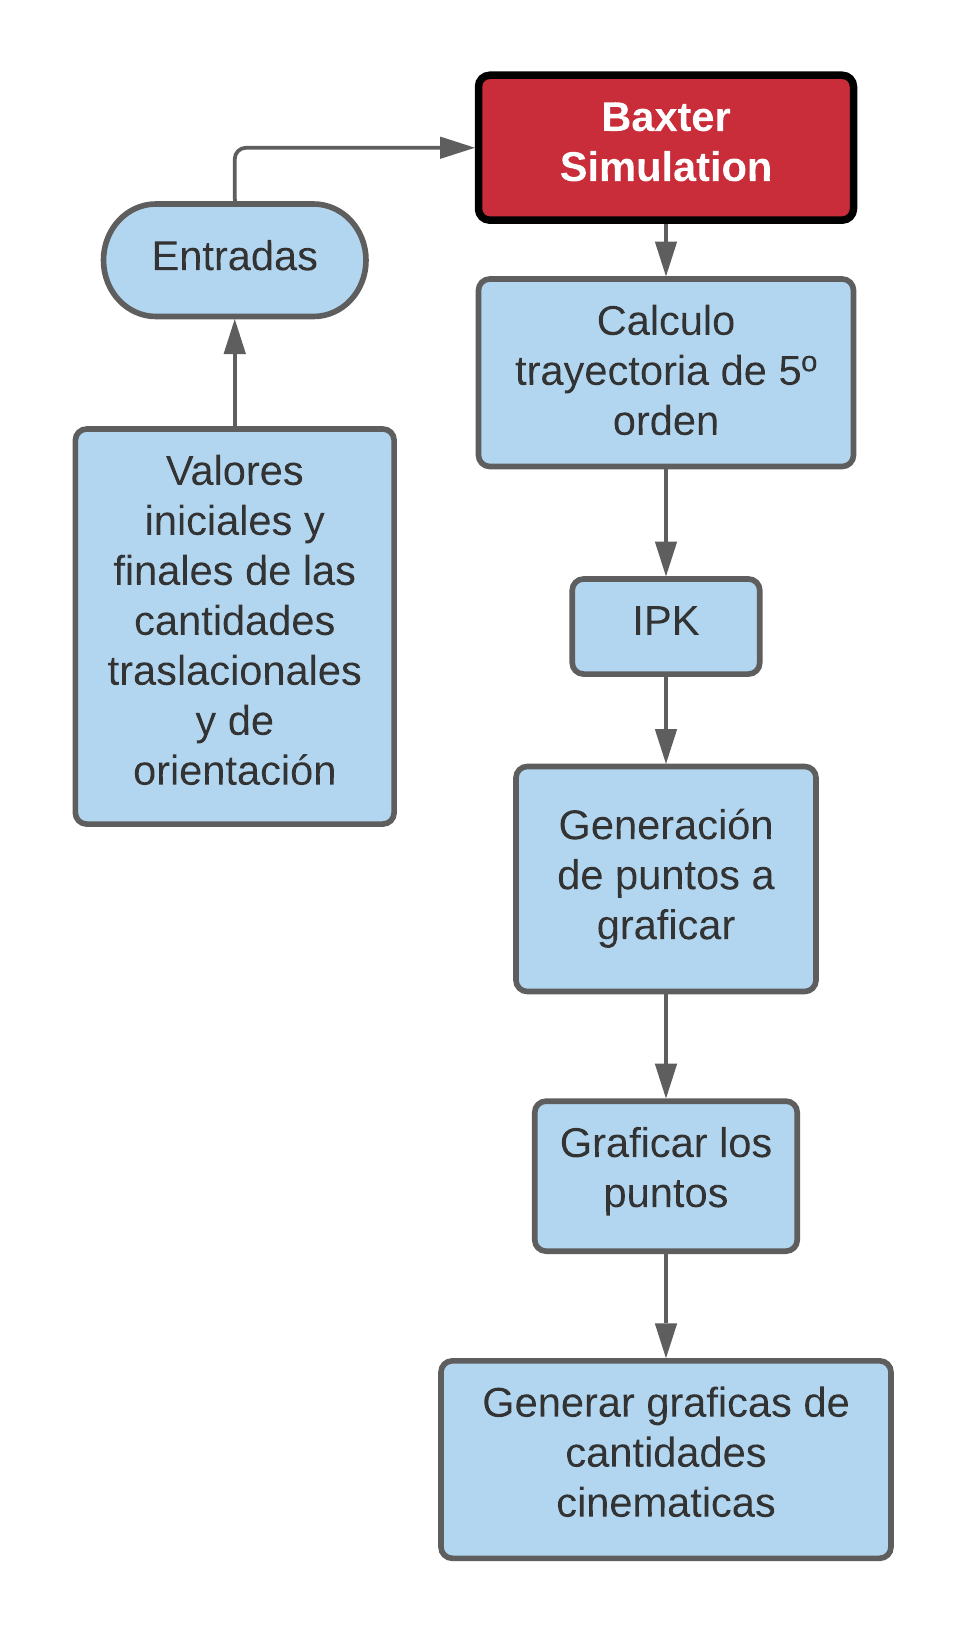 Baxter
Simulation
Entradas
Valores
iniciales y
finales de las
cantidades
traslacionales
y de
orientación
Calculo
trayectoria de 5º
orden
IPK
Generación
de puntos a
graficar
Graficar los
puntos
Generar graficas de
cantidades
cinematicas